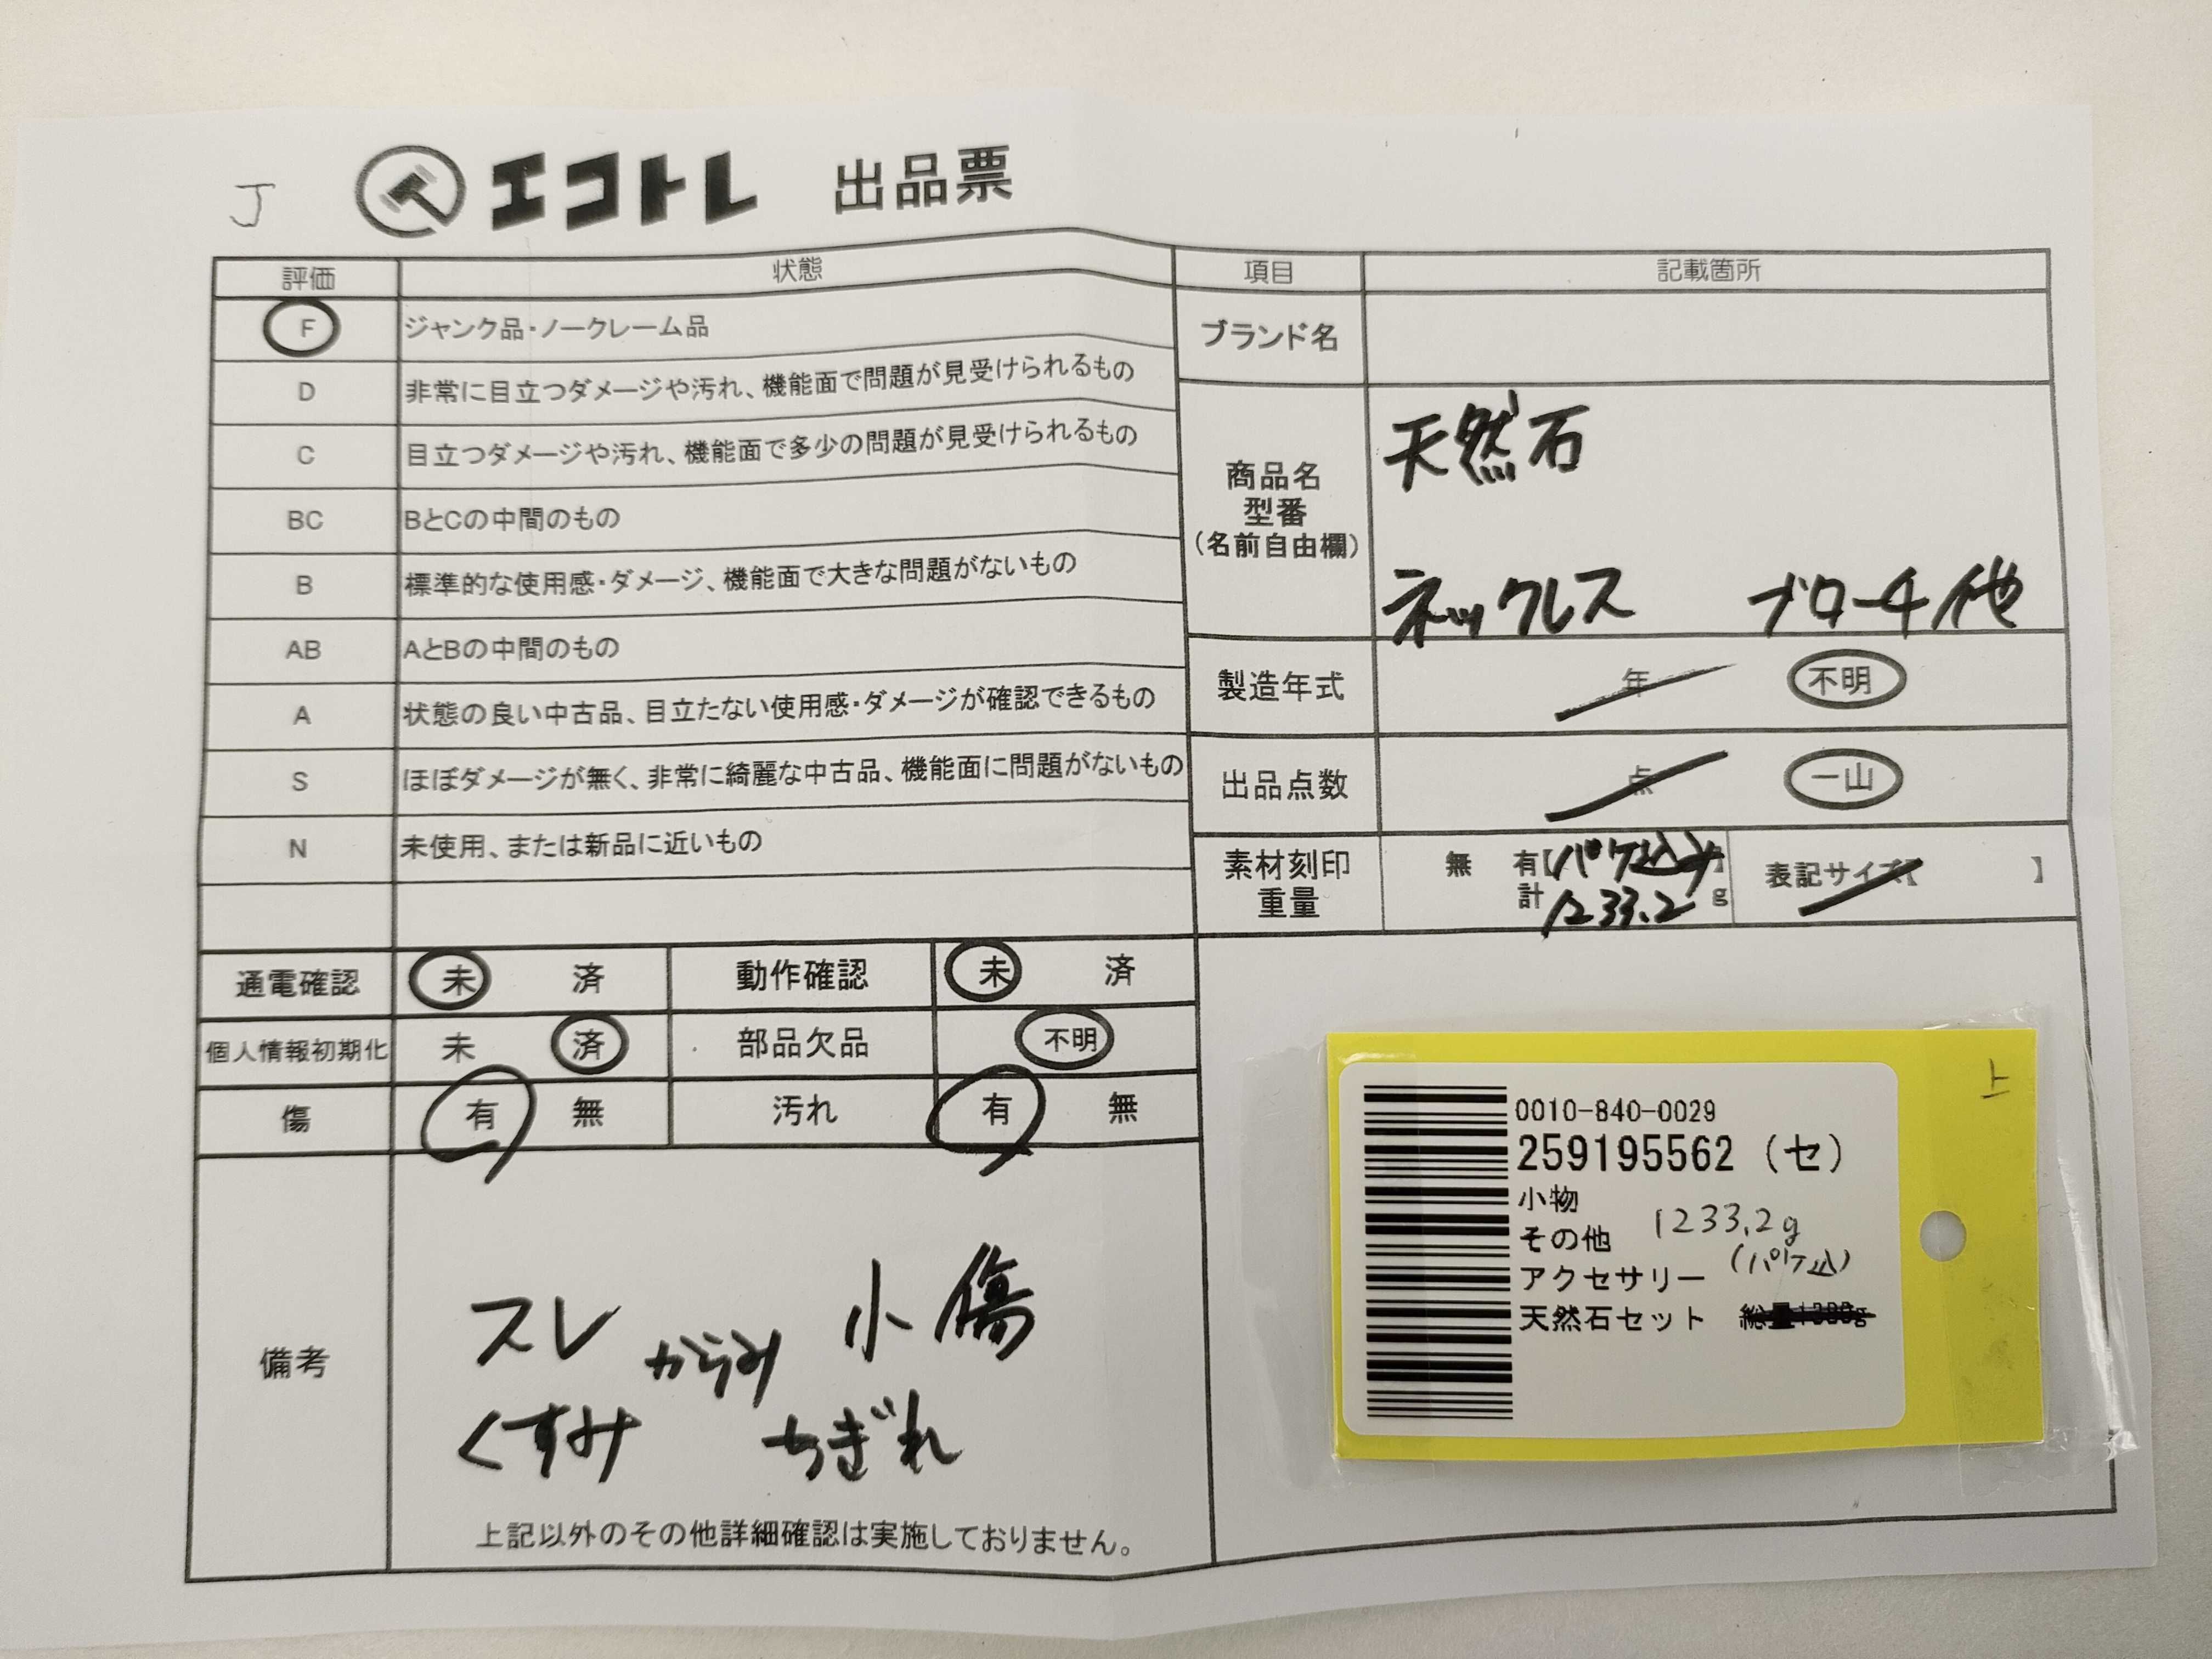 J エコトレ 出品票
評価 状態
F ジャンク品・ノークレーム品
D 非常に目立つダメージや汚れ、機能面で問題が見受けられるもの
C 目立つダメージや汚れ、機能面で多少の問題が見受けられるもの
BC BとCの中間のもの
B 標準的な使用感・ダメージ、機能面で大きな問題がないもの
AB AとBの中間のもの
A 状態の良い中古品、目立たない使用感・ダメージが確認できるもの
S ほぼダメージが無く、非常に綺麗な中古品、機能面に問題がないもの
N 未使用、または新品に近いもの
項目 記載箇所
ブランド名
商品名
型番
(名前自由欄)
天然石
ネックレス ブローチ他
製造年式 年 不明
出品点数 点 一山
素材刻印
重量
無 有【パケ込み】
計 1233.2 g
表記サイズ【 】
通電確認 未 済 動作確認 未 済
個人情報初期化 未 済 部品欠品 不明
傷 有 無 汚れ 有 無
備考
スレ からみ 小傷
くすみ ちぎれ
上記以外のその他詳細確認は実施しておりません。
上
0010-840-0029
259195562 (セ)
小物
その他 1233.2g
アクセサリー (パケ込)
天然石セット